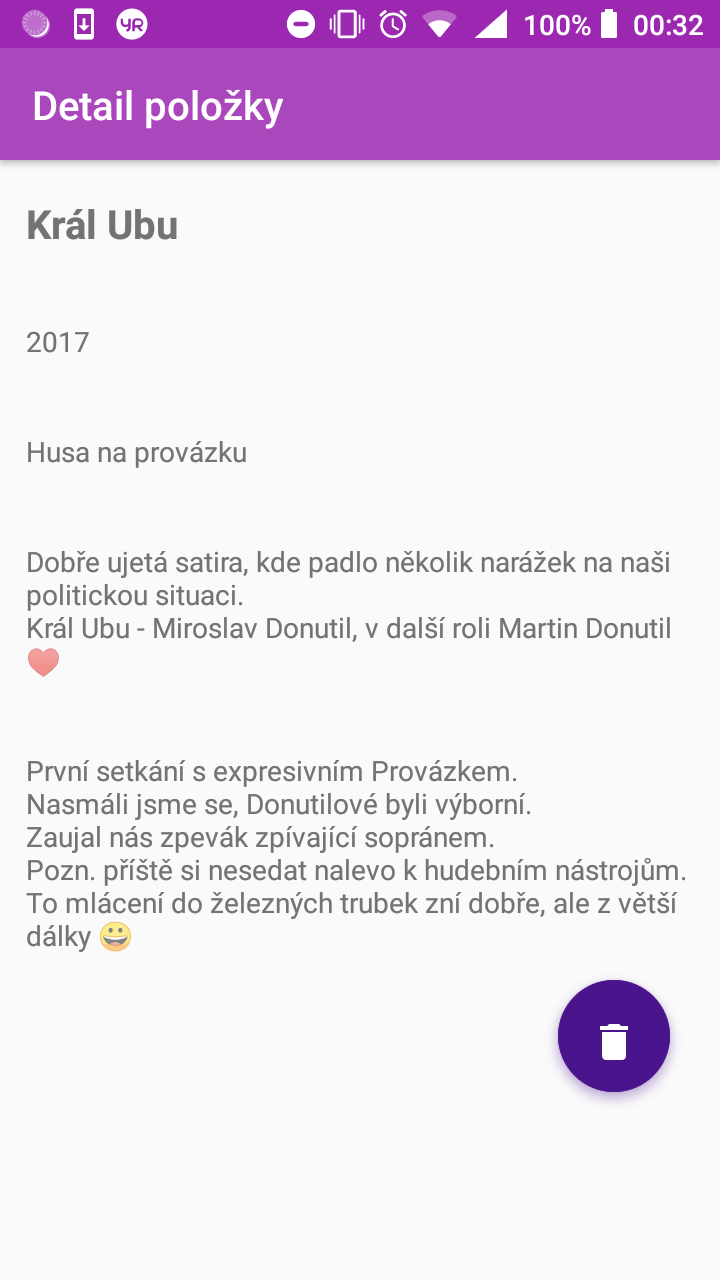 YR
100%
00:32
Detail položky
Král Ubu
2017
Husa na provázku
Dobře ujetá satira, kde padlo několik narážek na naši
politickou situaci.
Král Ubu - Miroslav Donutil, v další roli Martin Donutil
❤
První setkání s expresivním Provázkem.
Nasmáli jsme se, Donutilové byli výborní.
Zaujal nás zpevák zpívající sopránem.
Pozn. příště si nesedat nalevo k hudebním nástrojům.
To mlácení do železných trubek zní dobře, ale z větší
dálky 😀